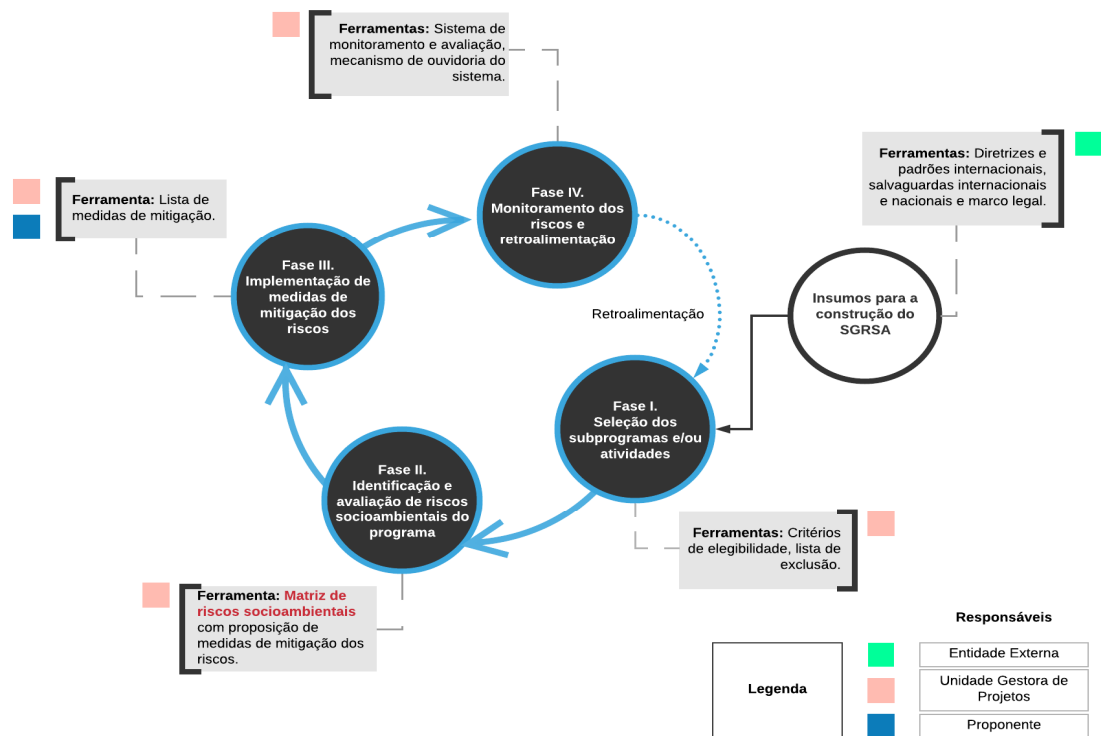 Ferramentas: Sistema de
monitoramento e avaliação,
mecanismo de ouvidoria do
sistema.
Ferramentas: Diretrizes e
padrões internacionais,
salvaguardas internacionais
e nacionais e marco legal.
Ferramenta: Lista de
medidas de mitigação.
Fase IV.
Monitoramento dos
riscos e
retroalimentação
Fase III.
Implementação de
medidas de
mitigação dos
riscos
Retroalimentação
Insumos para a
construção do
SGRSA
Fase I.
Seleção dos
subprogramas e/ou
atividades
Fase II.
Identificação e
avaliação de riscos
socioambientais do
programa
Ferramentas: Critérios
de elegibilidade, lista de
exclusão.
Ferramenta: Matriz de
riscos socioambientais
com proposição de
medidas de mitigação dos
riscos.
Responsáveis
Legenda
Entidade Externa
Unidade Gestora de
Projetos
Proponente